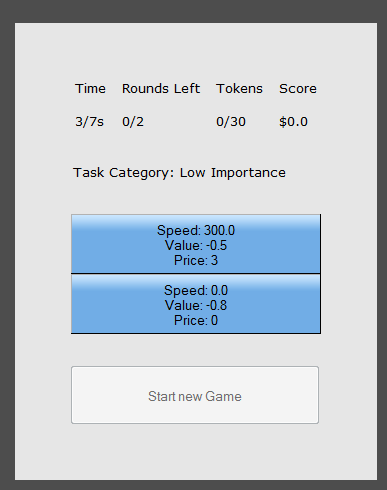 Time Rounds Left Tokens Score
3/7s 0/2 0/30 $0.0
Task Category: Low Importance
Speed: 300.0
Value: -0.5
Price: 3
Speed: 0.0
Value: -0.8
Price: 0
Start new Game